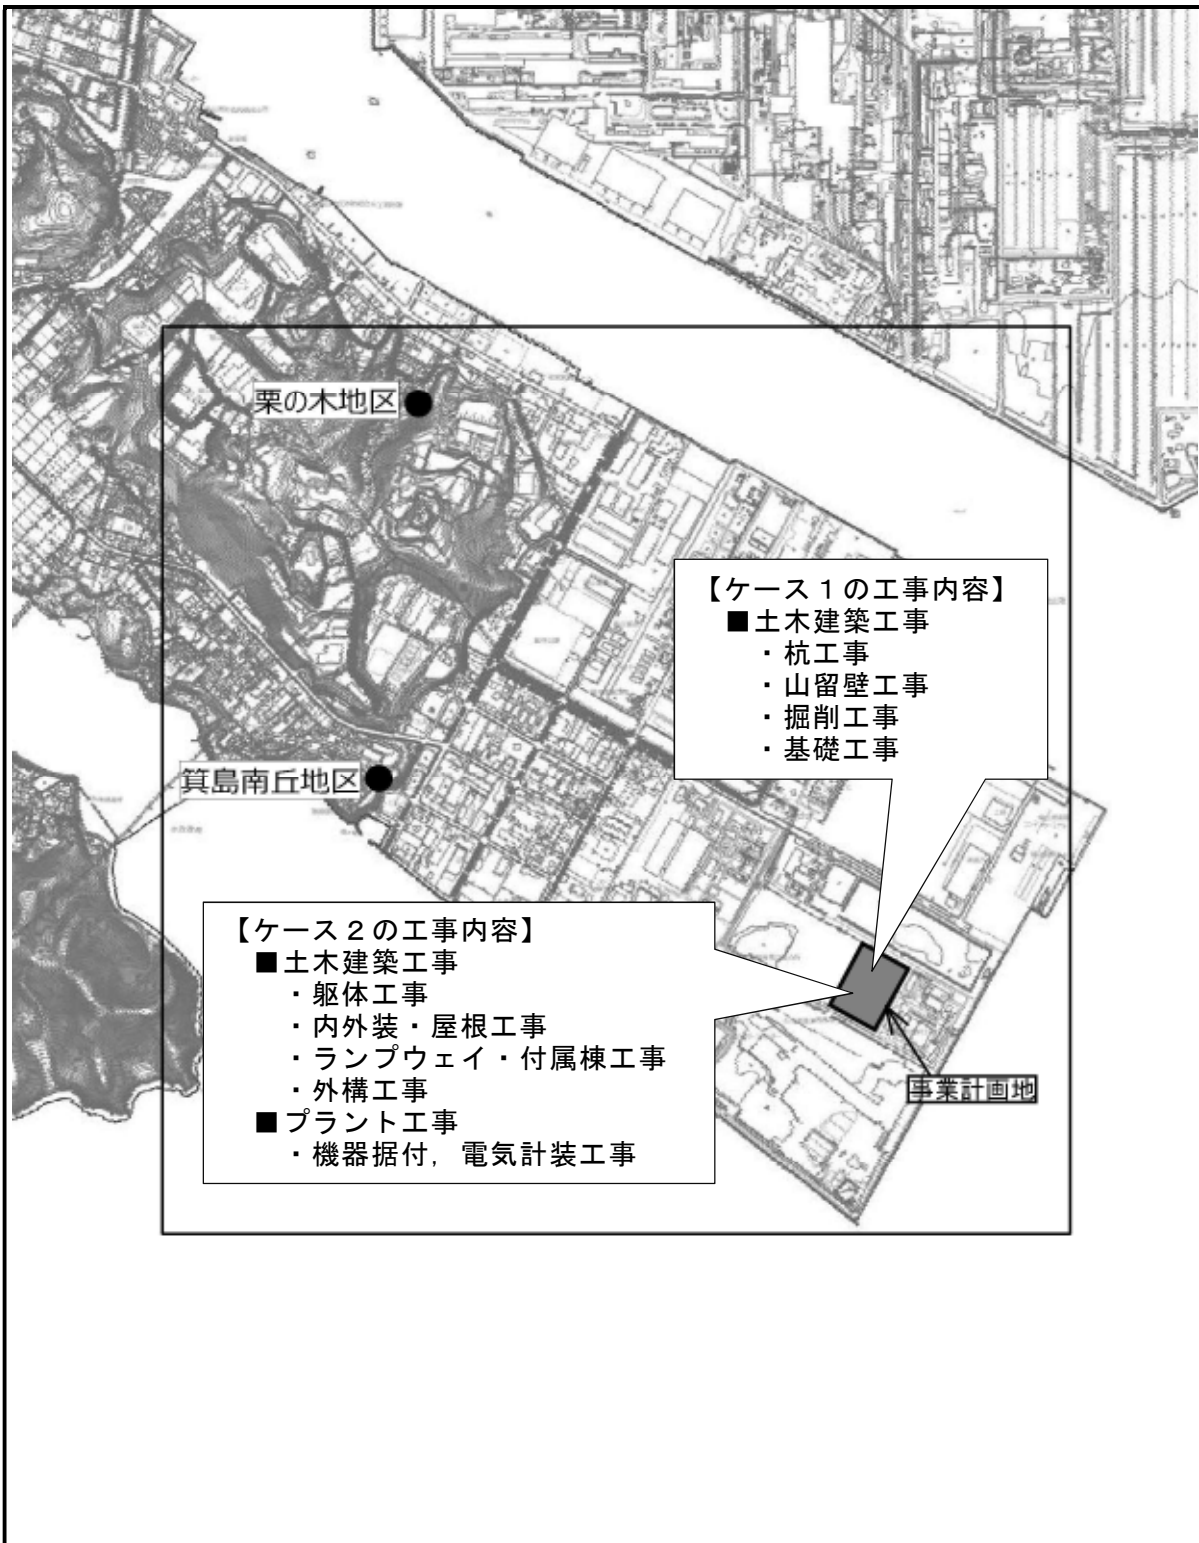 栗の木地区
【ケース１の工事内容】
■土木建築工事
・杭工事
・山留壁工事
・掘削工事
・基礎工事
箕島南丘地区
【ケース２の工事内容】
■土木建築工事
・躯体工事
・内外装・屋根工事
・ランプウェイ・付属棟工事
・外構工事
■プラント工事
・機器据付，電気計装工事
事業計画地